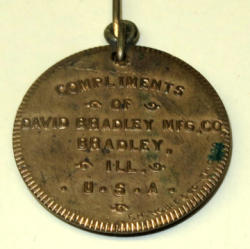 COMPLIMENTS
OF
DAVID BRADLEY MFG. CO.
BRADLEY,
ILL.
. U.S.A.